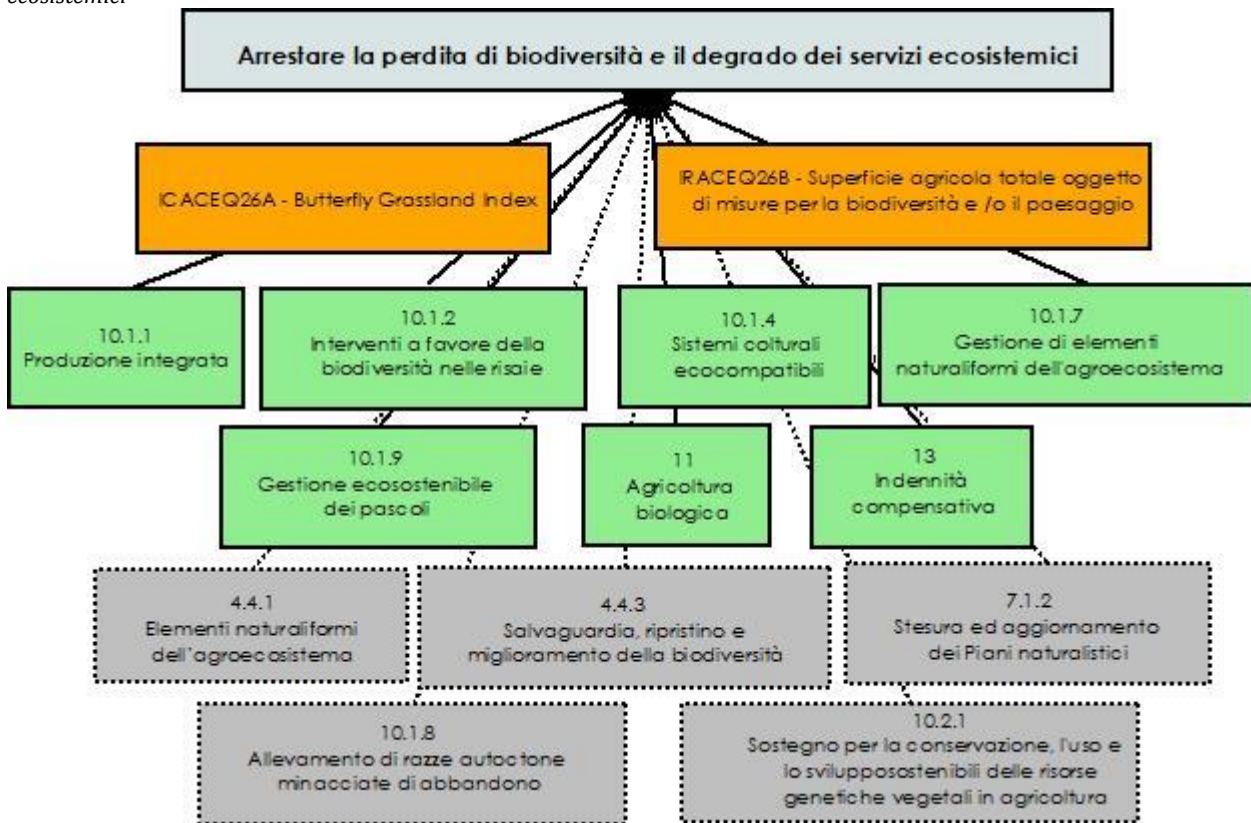 ecosistemici
Arrestare la perdita di biodiversità e il degrado dei servizi ecosistemici
ICACEQ26A - Butterfly Grassland Index
IRACEQ26B - Superficie agricola totale oggetto
di misure per la biodiversità e /o il paesaggio
10.1.1
Produzione integrata
10.1.2
Interventi a favore della
biodiversità nelle risaie
10.1.4
Sistemi colturali
ecocompatibili
10.1.7
Gestione di elementi
naturaliformi dell'agroecosistema
10.1.9
Gestione ecosostenibile
dei pascoli
11
Agricoltura
biologica
13
Indennità
compensativa
4.4.1
Elementi naturaliformi
dell'agroecosistema
4.4.3
Salvaguardia, ripristino e
miglioramento della biodiversità
7.1.2
Stesura ed aggiornamento
dei Piani naturalistici
10.1.8
Allevamento di razze autoctone
minacciate di abbandono
10.2.1
Sostegno per la conservazione, l'uso e
lo svilupposostenibili delle risorse
genetiche vegetali in agricoltura